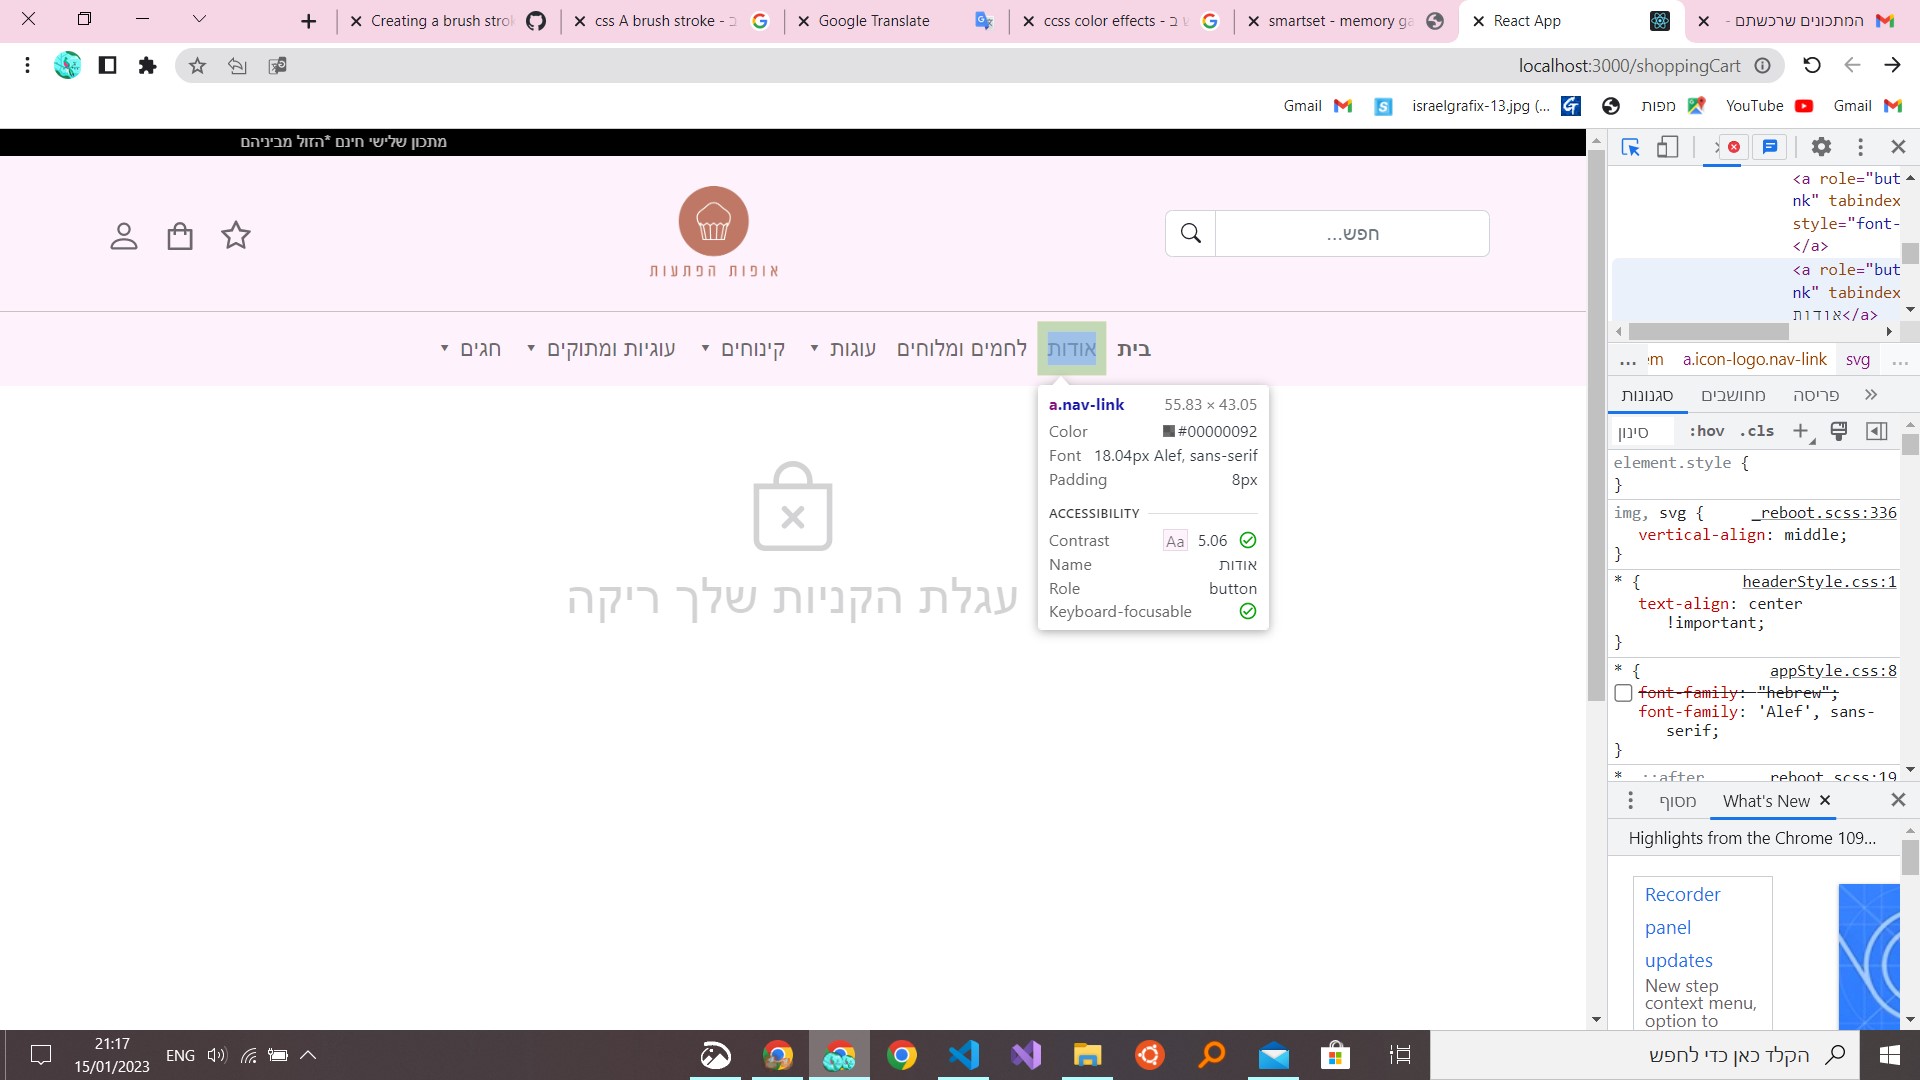 Creating a brush strok
css A brush stroke - ב
Google Translate
ccss color effects - ש ב
smartset - memory ga
React App
המתכונים שרכשתם -
localhost:3000/shoppingCart
Gmail
israelgrafix-13.jpg (...
מפות
YouTube
Gmail
מתכון שלישי חינם *הזול מביניהם
אופות הפתעות
חפש...
בית
אודות
לחמים ומלוחים
עוגות
קינוחים
עוגיות ומתוקים
חגים
a.nav-link 55.83 × 43.05
Color #00000092
Font 18.04px Alef, sans-serif
Padding 8px
ACCESSIBILITY
Contrast Aa 5.06
Name אודות
Role button
Keyboard-focusable
עגלת הקניות שלך ריקה
<a role="but
nk" tabindex
style="font-
</a>
<a role="but
nk" tabindex
אודות</a>
... em a.icon-logo.nav-link svg ...
סגנונות מחושבים פריסה
סינון :hov .cls
element.style {
}
img, svg { _reboot.scss:336
vertical-align: middle;
}
* { headerStyle.css:1
text-align: center
!important;
}
* { appStyle.css:8
font-family: "hebrew";
font-family: 'Alef', sans-
serif;
}
* ::after reboot.scss:19
מסוף What's New
Highlights from the Chrome 109...
Recorder
panel
updates
New step
context menu,
option to
21:17
15/01/2023
ENG
הקלד כאן כדי לחפש